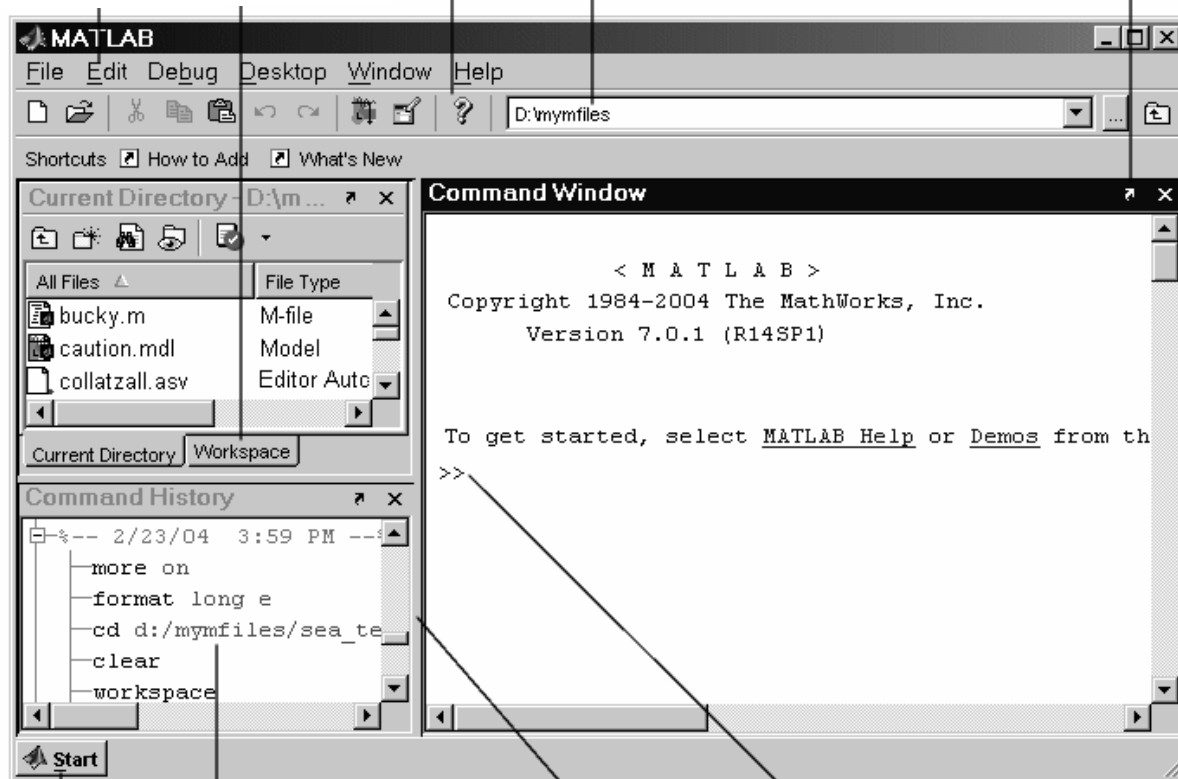 MATLAB
File Edit Debug Desktop Window Help
D:\mymfiles
...
Shortcuts How to Add What's New
Current Directory - D:\m ...
All Files File Type
bucky.m M-file
caution.mdl Model
collatzall.asv Editor Auto
Current Directory Workspace
Command History
%-- 2/23/04 3:59 PM --%
more on
format long e
cd d:/mymfiles/sea_te
clear
workspace
Command Window
< M A T L A B >
Copyright 1984-2004 The MathWorks, Inc.
Version 7.0.1 (R14SP1)
To get started, select MATLAB Help or Demos from th
>>
Start